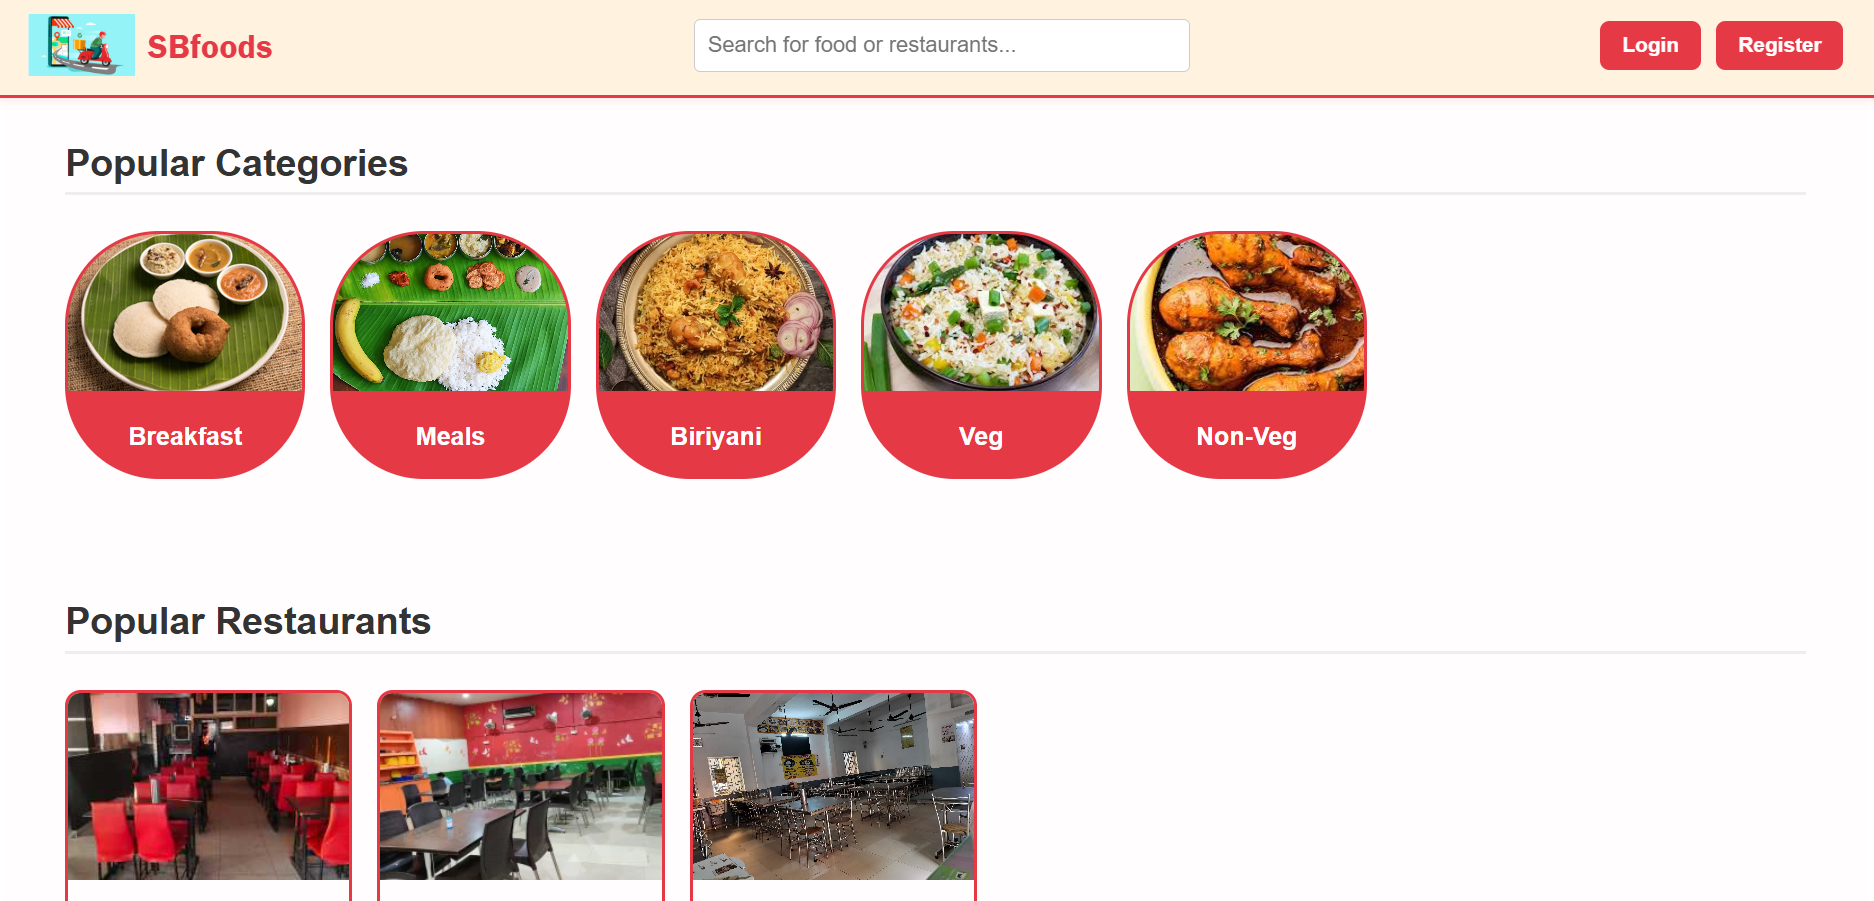 SBfoods
Search for food or restaurants...
Login
Register
Popular Categories
Breakfast
Meals
Biriyani
Veg
Non-Veg
Popular Restaurants